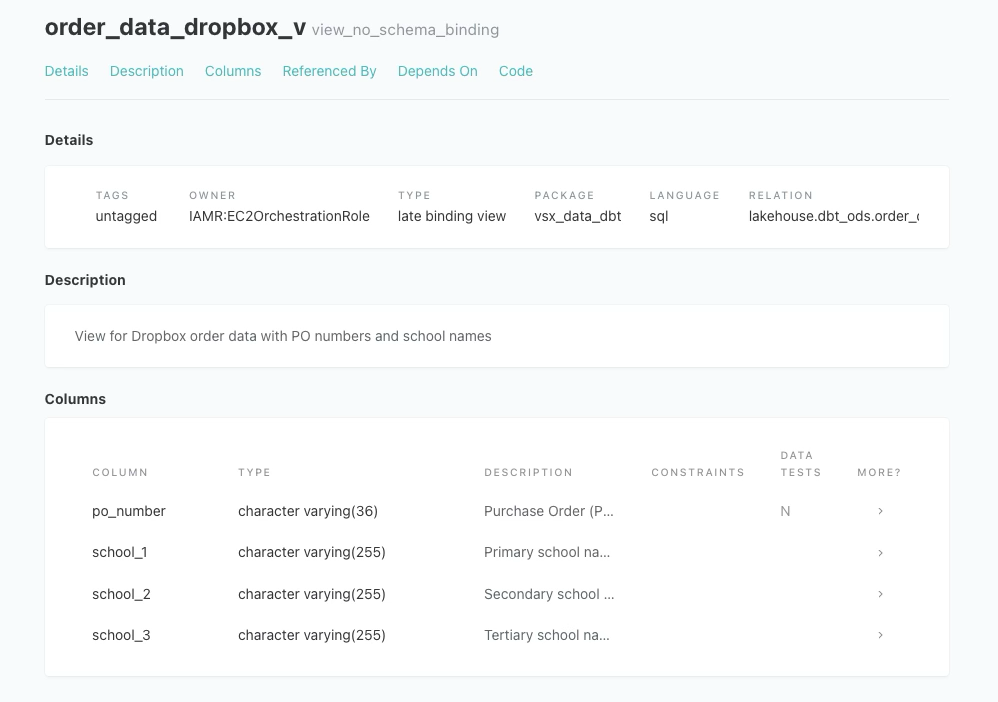 order_data_dropbox_v view_no_schema_binding
Details Description Columns Referenced By Depends On Code
Details
TAGS OWNER TYPE PACKAGE LANGUAGE RELATION
untagged IAMR:EC2OrchestrationRole late binding view vsx_data_dbt sql lakehouse.dbt_ods.order_
Description
View for Dropbox order data with PO numbers and school names
Columns
COLUMN TYPE DESCRIPTION CONSTRAINTS DATA TESTS MORE?
po_number character varying(36) Purchase Order (P... N
school_1 character varying(255) Primary school na...
school_2 character varying(255) Secondary school ...
school_3 character varying(255) Tertiary school na...